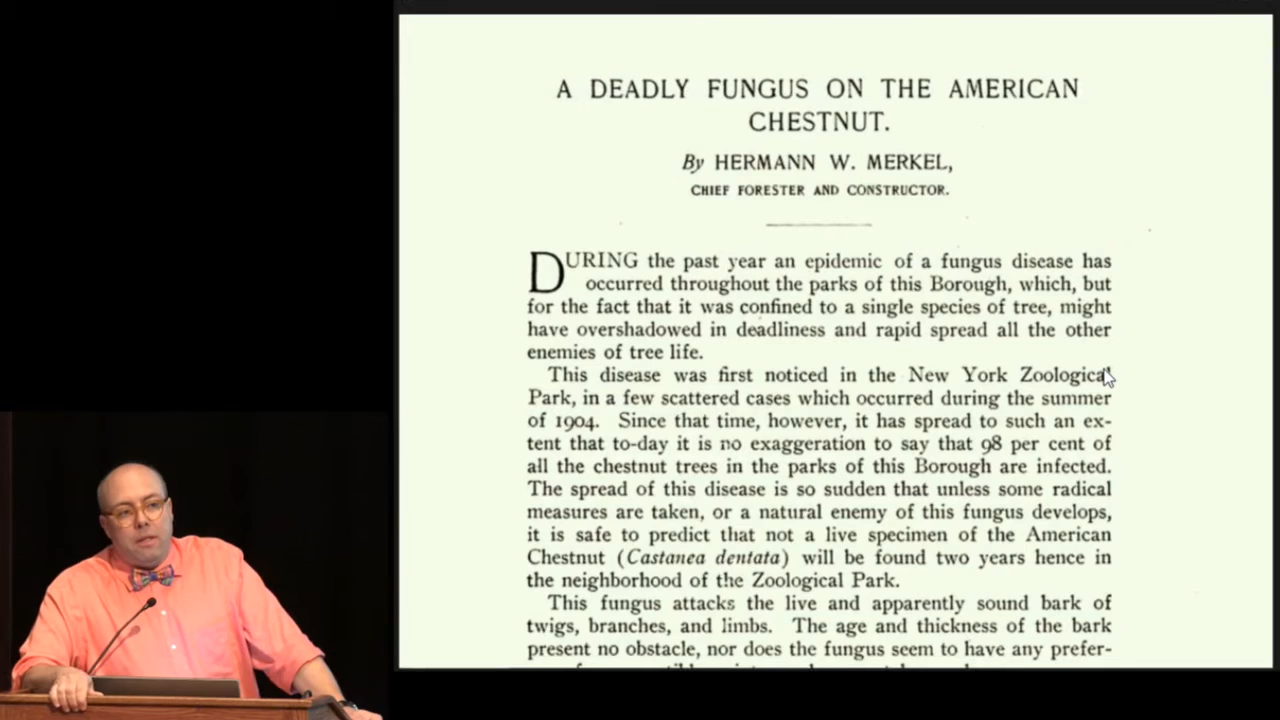 A DEADLY FUNGUS ON THE AMERICAN
CHESTNUT.
By HERMANN W. MERKEL,
CHIEF FORESTER AND CONSTRUCTOR.
DURING the past year an epidemic of a fungus disease has
occurred throughout the parks of this Borough, which, but
for the fact that it was confined to a single species of tree, might
have overshadowed in deadliness and rapid spread all the other
enemies of tree life.
This disease was first noticed in the New York Zoological
Park, in a few scattered cases which occurred during the summer
of 1904. Since that time, however, it has spread to such an ex-
tent that to-day it is no exaggeration to say that 98 per cent of
all the chestnut trees in the parks of this Borough are infected.
The spread of this disease is so sudden that unless some radical
measures are taken, or a natural enemy of this fungus develops,
it is safe to predict that not a live specimen of the American
Chestnut (Castanea dentata) will be found two years hence in
the neighborhood of the Zoological Park.
This fungus attacks the live and apparently sound bark of
twigs, branches, and limbs. The age and thickness of the bark
present no obstacle, nor does the fungus seem to have any prefer-